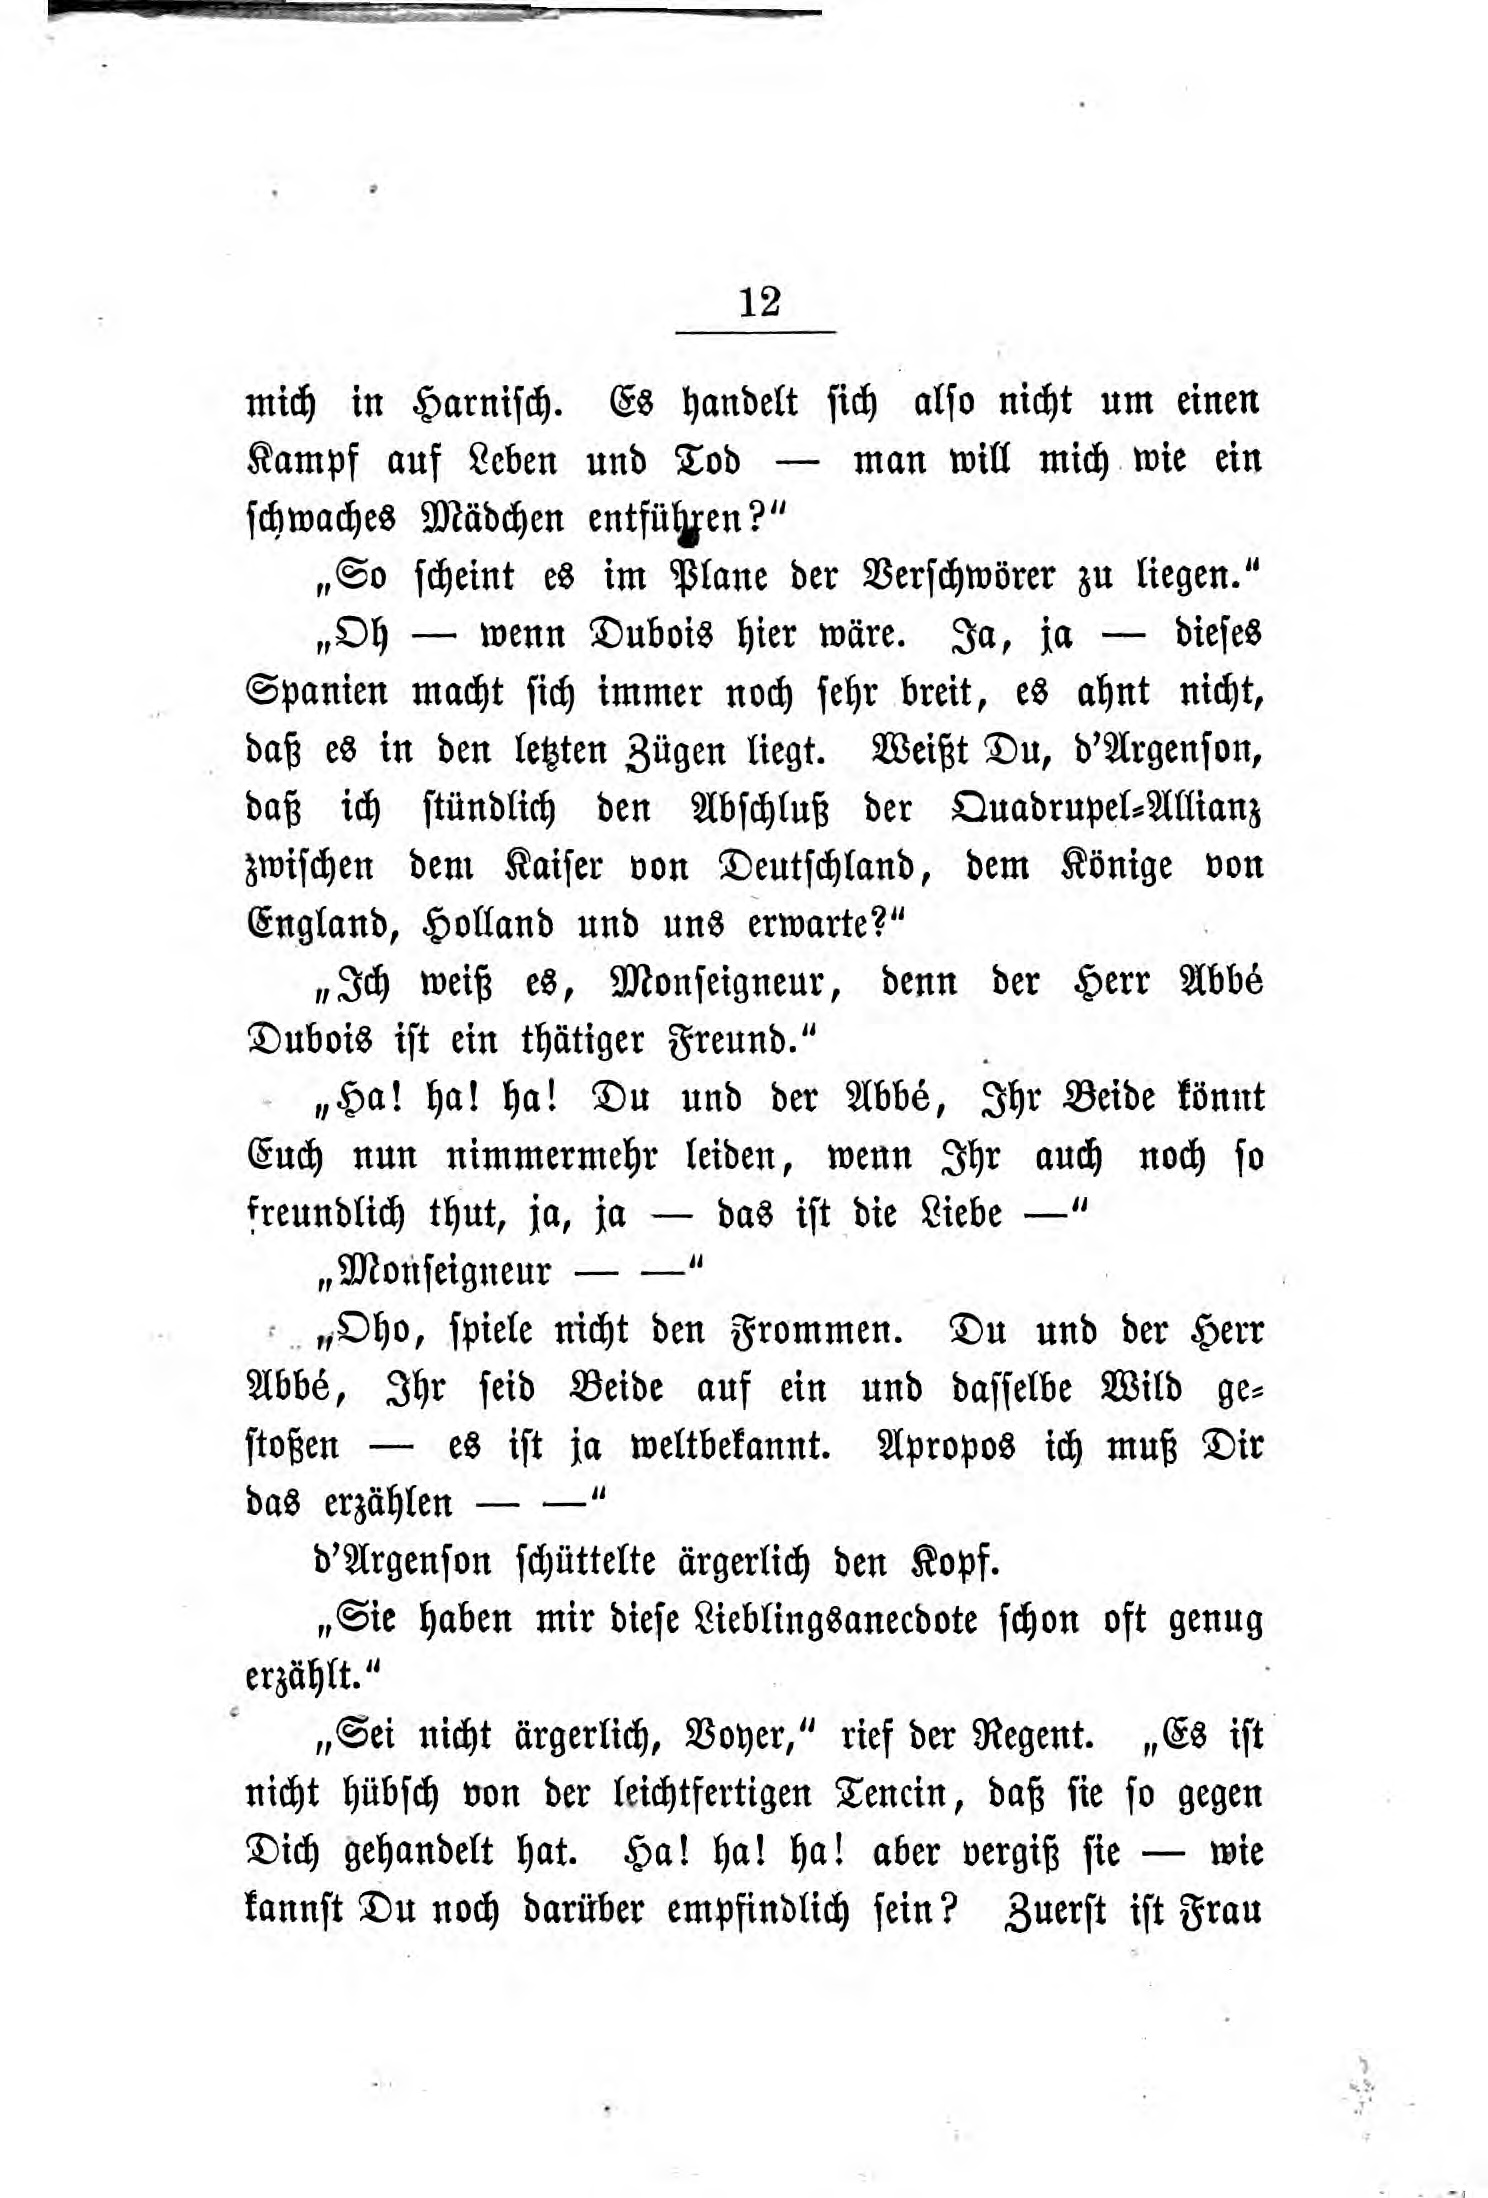 12
mich in Harnisch. Es handelt sich also nicht um einen
Kampf auf Leben und Tod — man will mich wie ein
schwaches Mädchen entführen?“
„So scheint es im Plane der Verschwörer zu liegen.“
„Oh — wenn Dubois hier wäre. Ja, ja — dieses
Spanien macht sich immer noch sehr breit, es ahnt nicht,
daß es in den letzten Zügen liegt. Weißt Du, d’Argenson,
daß ich stündlich den Abschluß der Quadrupel-Allianz
zwischen dem Kaiser von Deutschland, dem Könige von
England, Holland und uns erwarte?“
„Ich weiß es, Monseigneur, denn der Herr Abbé
Dubois ist ein thätiger Freund.“
„Ha! ha! ha! Du und der Abbé, Ihr Beide könnt
Euch nun nimmermehr leiden, wenn Ihr auch noch so
freundlich thut, ja, ja — das ist die Liebe —“
„Monseigneur — —“
„Oho, spiele nicht den Frommen. Du und der Herr
Abbé, Ihr seid Beide auf ein und dasselbe Wild ge-
stoßen — es ist ja weltbekannt. Apropos ich muß Dir
das erzählen — —“
d’Argenson schüttelte ärgerlich den Kopf.
„Sie haben mir diese Lieblingsanecdote schon oft genug
erzählt.“
„Sei nicht ärgerlich, Voyer,“ rief der Regent. „Es ist
nicht hübsch von der leichtfertigen Tencin, daß sie so gegen
Dich gehandelt hat. Ha! ha! ha! aber vergiß sie — wie
kannst Du noch darüber empfindlich sein? Zuerst ist Frau